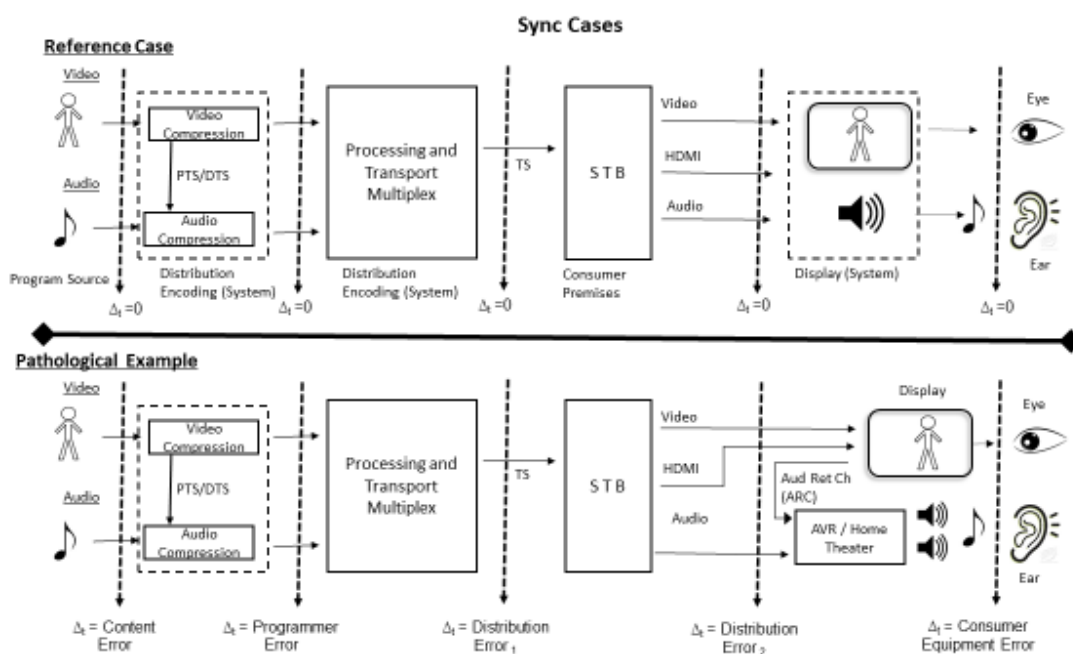 Sync Cases
Reference Case
Video
Video
Compression
PTS/DTS
Audio
Audio
Compression
Program Source
Distribution
Encoding (System)
Processing and
Transport
Multiplex
Distribution
Encoding (System)
TS
STB
Consumer
Premises
Video
HDMI
Audio
Display (System)
Eye
Ear
Δt =0
Δt =0
Δt =0
Δt =0
Δt =0
Pathological Example
Video
Video
Compression
PTS/DTS
Audio
Audio
Compression
Processing and
Transport
Multiplex
TS
STB
Video
HDMI
Audio
Display
Aud Ret Ch
(ARC)
AVR / Home
Theater
Eye
Ear
Δt = Content
Error
Δt = Programmer
Error
Δt = Distribution
Error1
Δt = Distribution
Error2
Δt = Consumer
Equipment Error